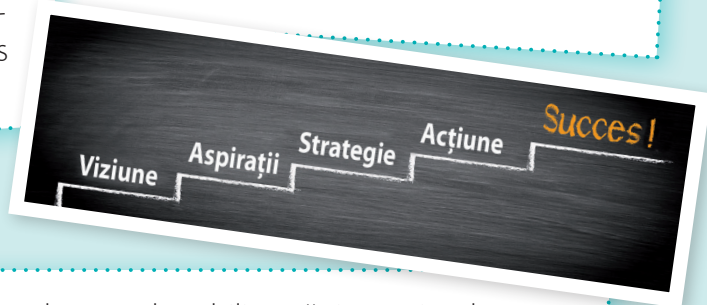 Viziune
Aspirații
Strategie
Acțiune
Succes!